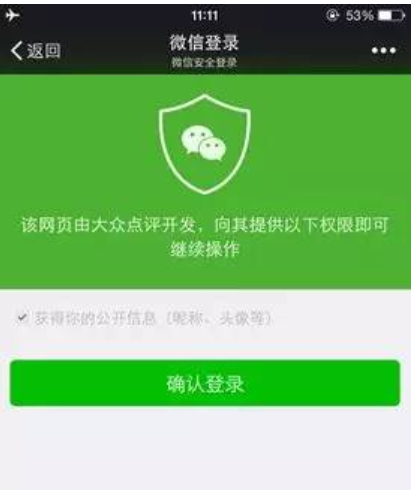 11:11
53%
返回
微信登录
微信安全登录
该网页由大众点评开发，向其提供以下权限即可
继续操作
获得你的公开信息（昵称、头像等）
确认登录